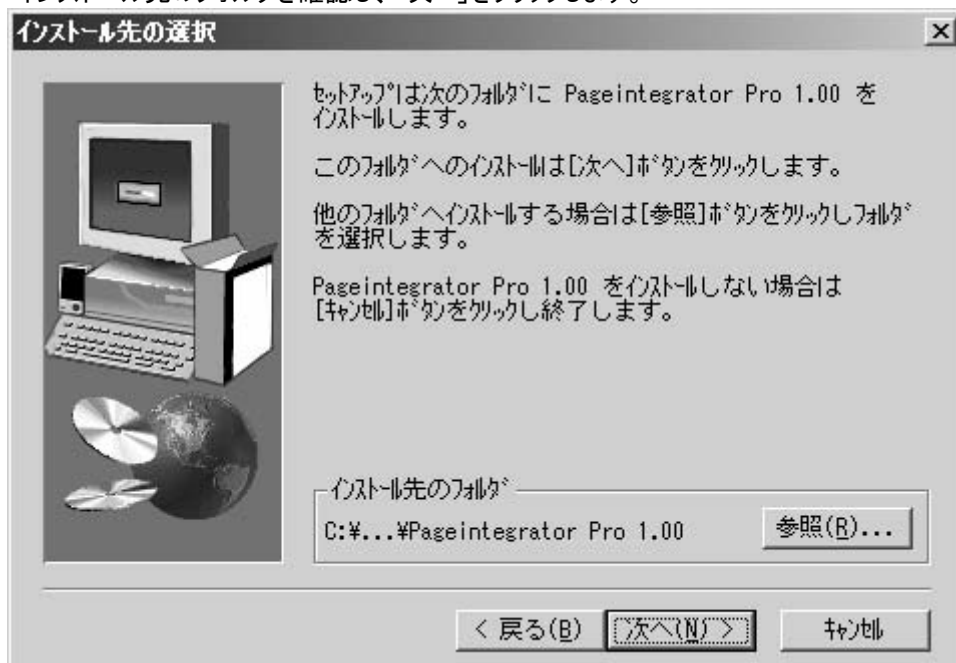 インストール先の選択
ｾｯﾄｱｯﾌﾟは次のﾌｫﾙﾀﾞに Pageintegrator Pro 1.00 を
ｲﾝｽﾄｰﾙします。
このﾌｫﾙﾀﾞへのｲﾝｽﾄｰﾙは[次へ]ﾎﾞﾀﾝをｸﾘｯｸします。
他のﾌｫﾙﾀﾞへｲﾝｽﾄｰﾙする場合は[参照]ﾎﾞﾀﾝをｸﾘｯｸしﾌｫﾙﾀﾞ
を選択します。
Pageintegrator Pro 1.00 をｲﾝｽﾄｰﾙしない場合は
[ｷｬﾝｾﾙ]ﾎﾞﾀﾝをｸﾘｯｸし終了します。
ｲﾝｽﾄｰﾙ先のﾌｫﾙﾀﾞ
C:¥...¥Pageintegrator Pro 1.00
参照(R)...
< 戻る(B)
次へ(N) >
ｷｬﾝｾﾙ